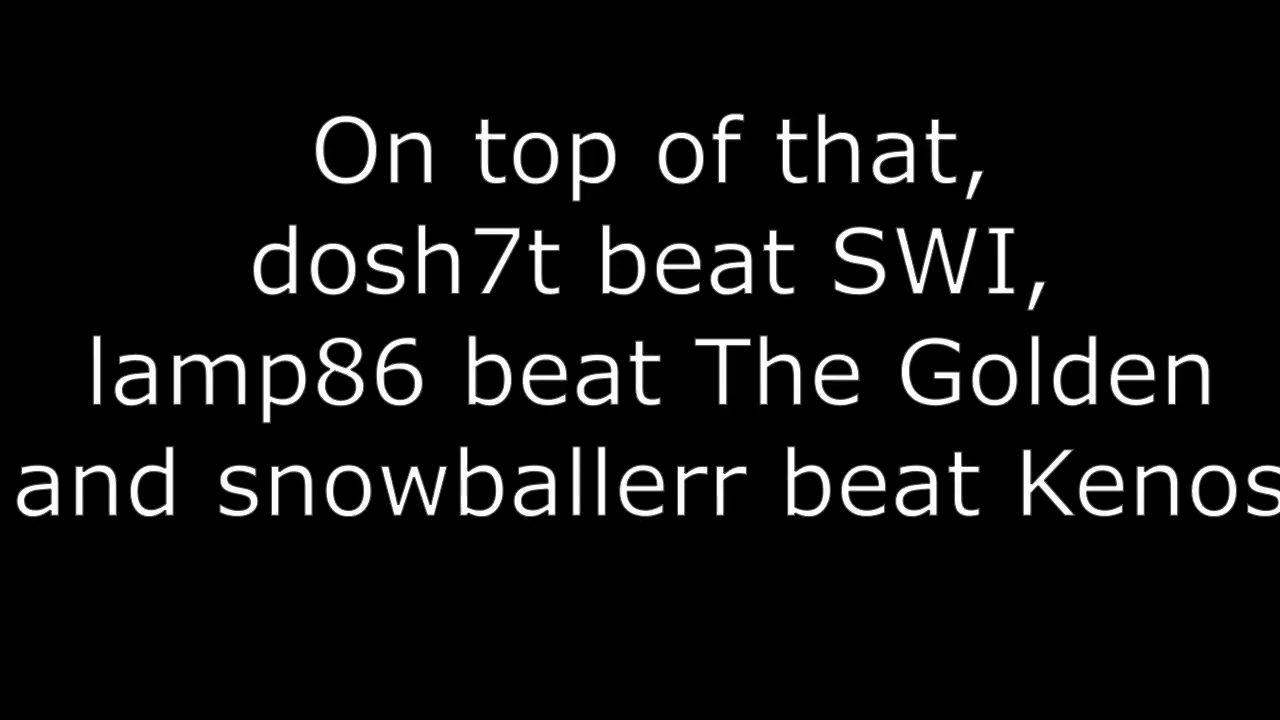 On top of that,
dosh7t beat SWI,
lamp86 beat The Golden
and snowballerr beat Kenos